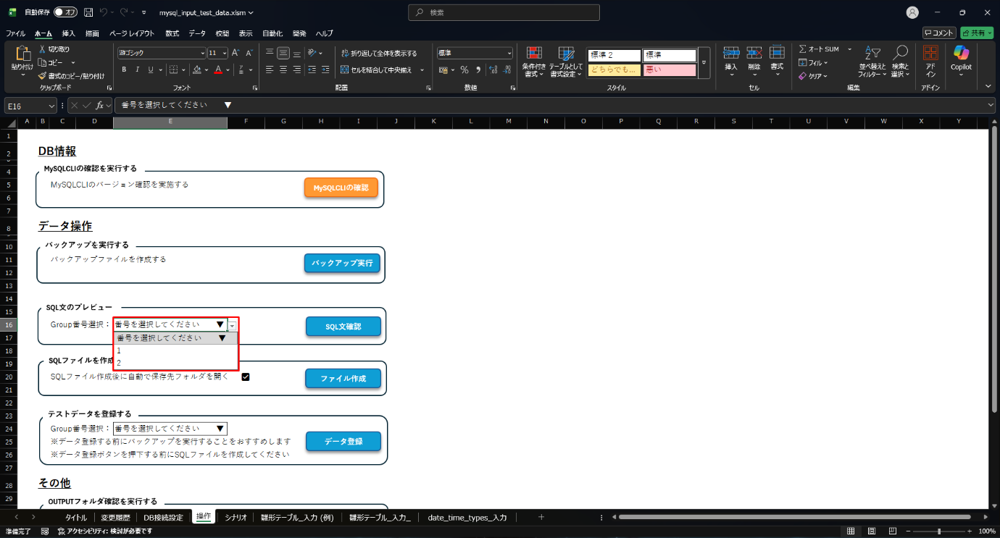 自動保存 オフ mysql_input_test_data.xlsm 検索
ファイル ホーム 挿入 描画 ページ レイアウト 数式 データ 校閲 表示 自動化 開発 ヘルプ コメント 共有
貼り付け 切り取り コピー 書式のコピー/貼り付け
クリップボード
游ゴシック 11
B I U
フォント
折り返して全体を表示する
セルを結合して中央揃え
配置
標準
数値
条件付き書式 テーブルとして書式設定
標準 2 標準
どちらでも... 悪い
スタイル
挿入 削除 書式
セル
オート SUM
フィル
クリア
並べ替えとフィルター 検索と選択
編集
アドイン
アドイン
Copilot
E16 fx 番号を選択してください ▼
A B C D E F G H I J K L M N O P Q R S T U V W X Y
1
2 DB情報
4 MySQLCLIの確認を実行する
5 MySQLCLIのバージョン確認を実施する MySQLCLIの確認
6
7
8 データ操作
10 バックアップを実行する
11 バックアップファイルを作成する バックアップ実行
12
13
14
15 SQL文のプレビュー
16 Group番号選択： 番号を選択してください ▼ SQL文確認
17 番号を選択してください ▼
18 1
19 2 SQLファイルを作成
20 SQLファイル作成後に自動で保存先フォルダを開く ファイル作成
21
22
23 テストデータを登録する
24 Group番号選択： 番号を選択してください ▼
25 ※データ登録する前にバックアップを実行することをおすすめします データ登録
26 ※データ登録ボタンを押下する前にSQLファイルを作成してください
27
28 その他
29 OUTPUTフォルダ確認を実行する
タイトル 変更履歴 DB接続設定 操作 シナリオ 雛形テーブル_入力 (例) 雛形テーブル_入力_ date_time_types_入力
準備完了 アクセシビリティ: 検討が必要です 100%